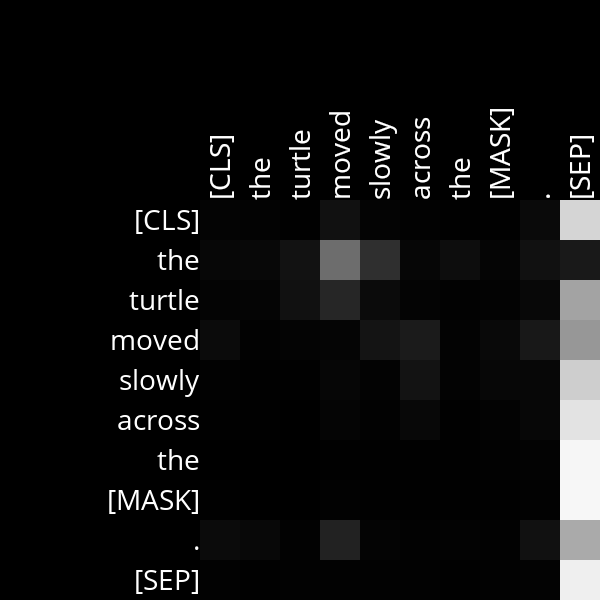 [CLS] the turtle moved slowly across the [MASK] . [SEP]
[CLS]
the
turtle
moved
slowly
across
the
[MASK]
.
[SEP]